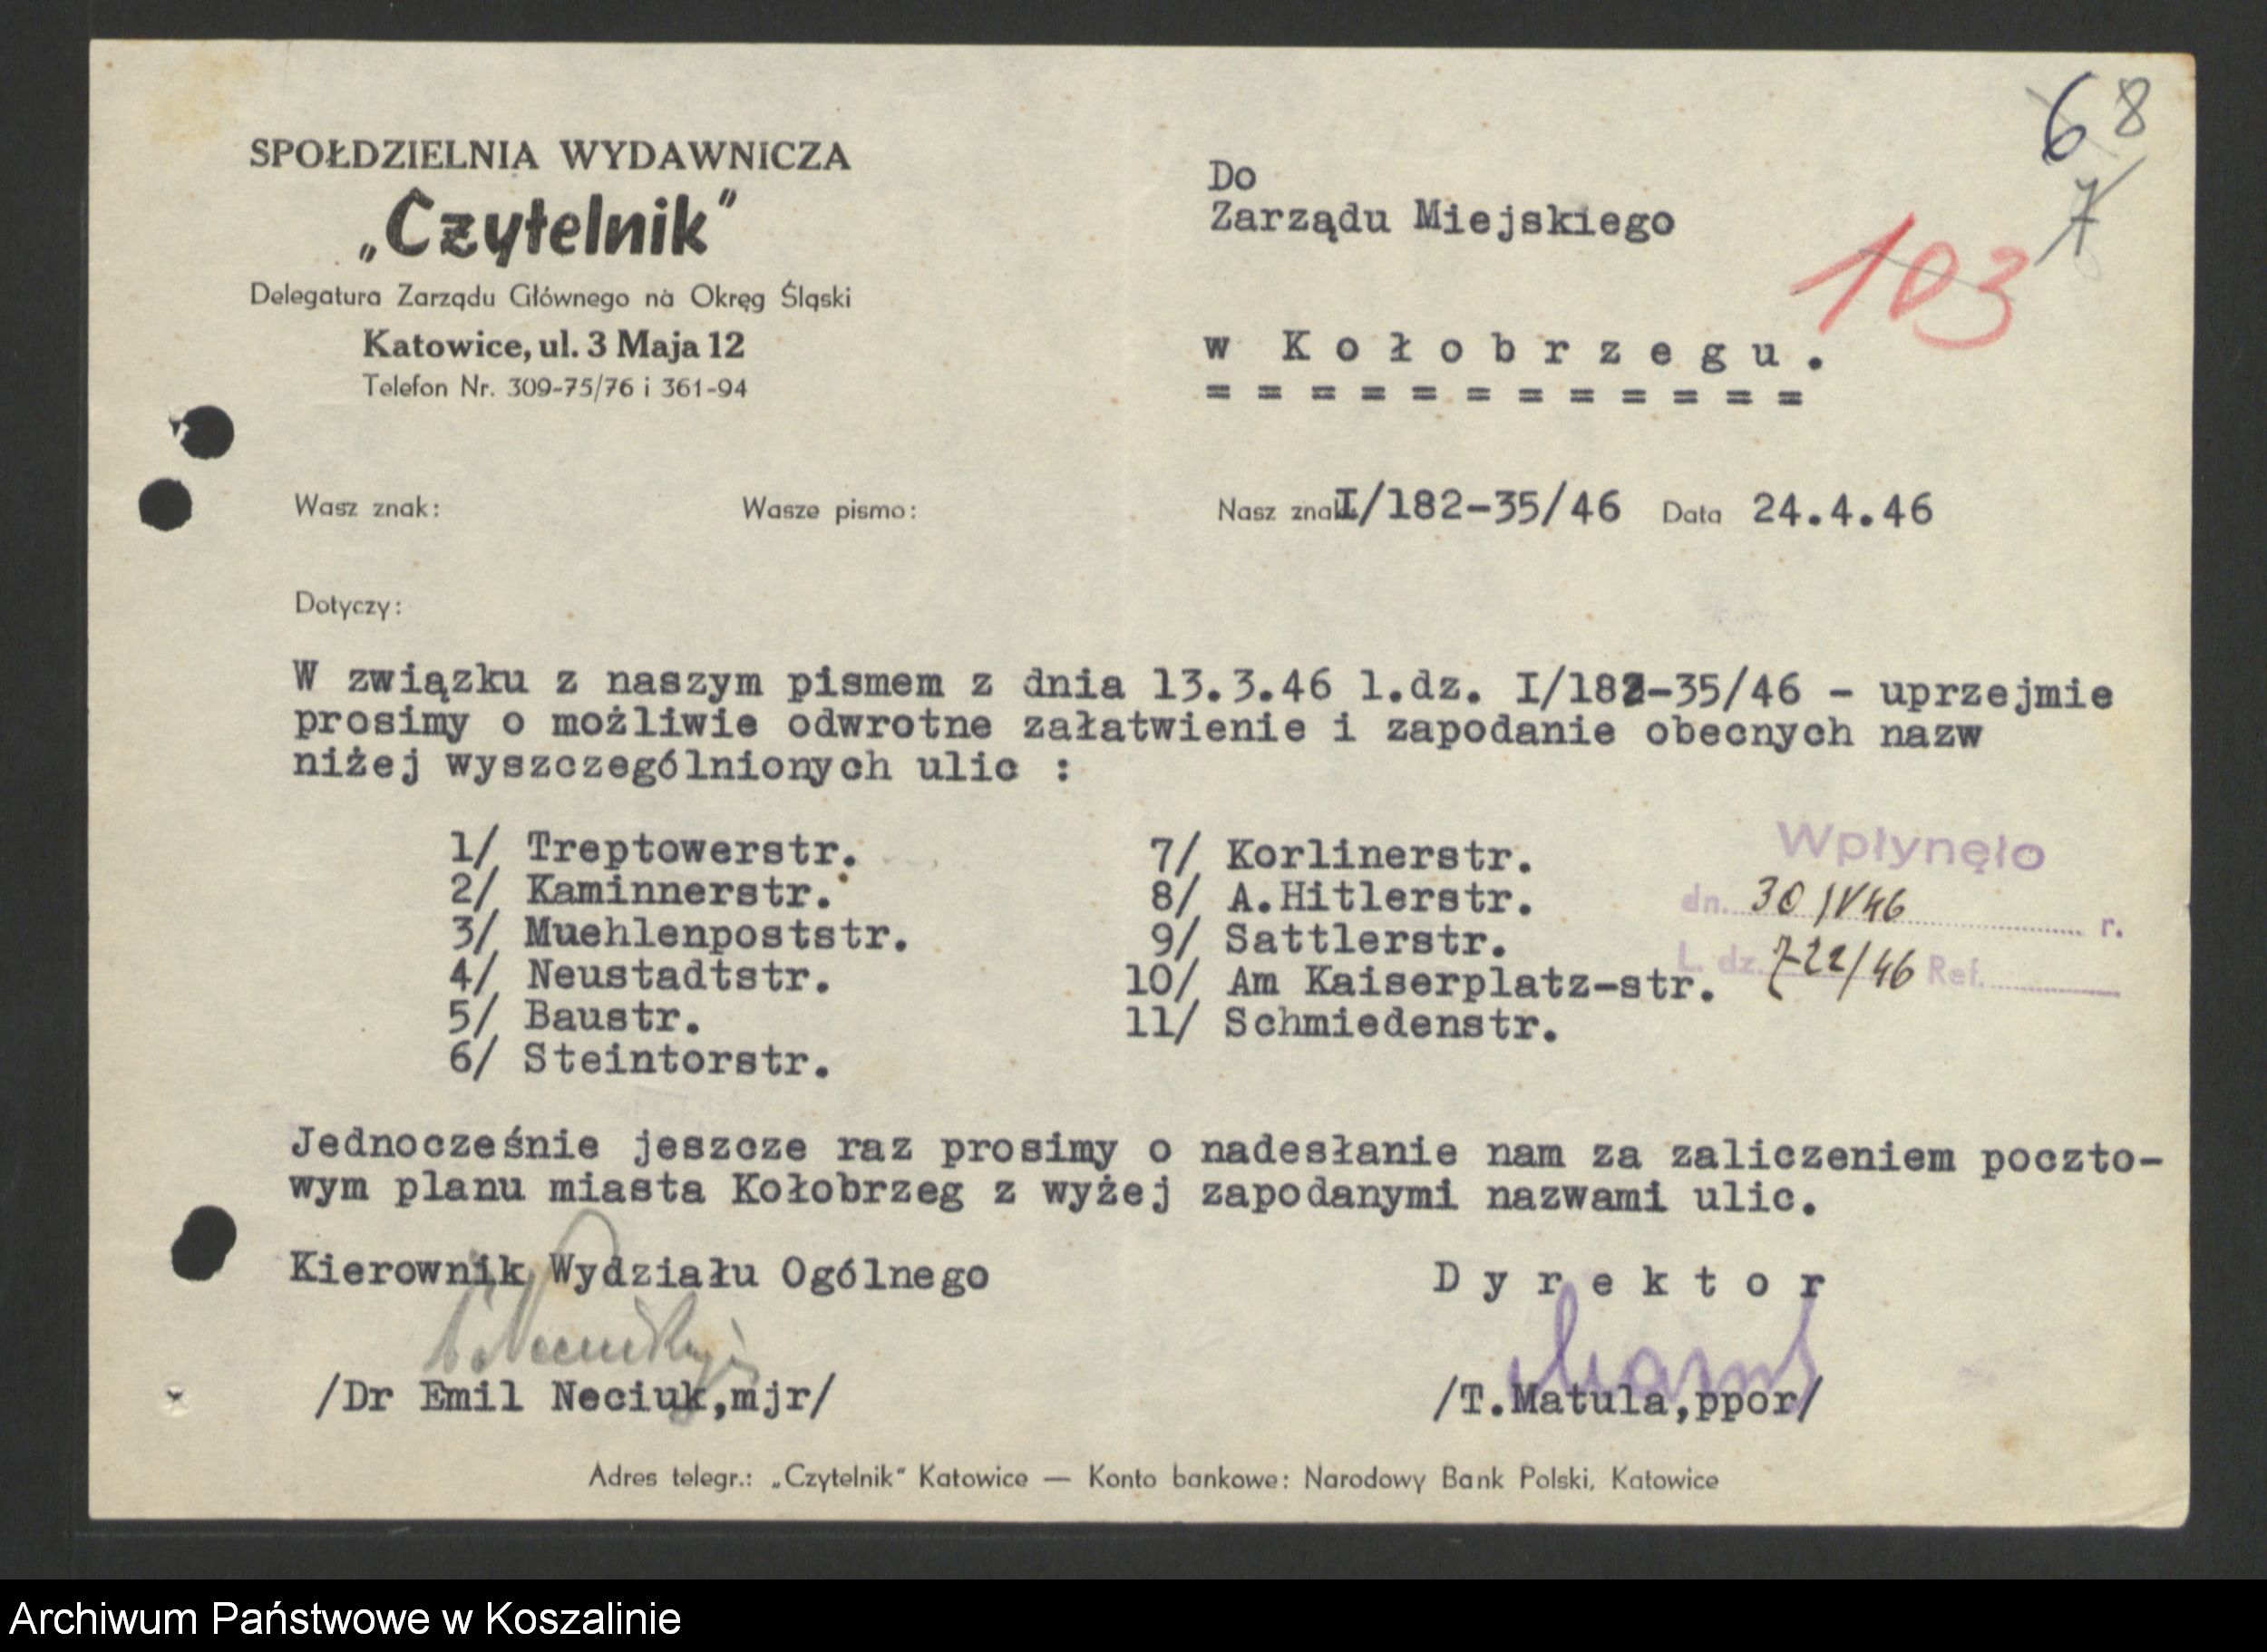 68
7
103
SPOŁDZIELNIA WYDAWNICZA
„Czytelnik"
Delegatura Zarządu Głównego na Okręg Śląski
Katowice, ul. 3 Maja 12
Telefon Nr. 309-75/76 i 361-94
Do
Zarządu Miejskiego
w Kołobrzegu.
= = = = = = = = = = = =
Wasz znak: Wasze pismo: Nasz znak I/182-35/46 Data 24.4.46
Dotyczy:
W związku z naszym pismem z dnia 13.3.46 l.dz. I/182-35/46 - uprzejmie
prosimy o możliwie odwrotne załatwienie i zapodanie obecnych nazw
niżej wyszczególnionych ulic :
1/ Treptowerstr.
2/ Kaminnerstr.
3/ Muehlenpoststr.
4/ Neustadtstr.
5/ Baustr.
6/ Steintorstr.
7/ Korlinerstr.
8/ A.Hitlerstr.
9/ Sattlerstr.
10/ Am Kaiserplatz-str.
11/ Schmiedenstr.
Wpłynęło
dn. 30/IV 46 r.
L. dz. 722/46 Ref.
Jednocześnie jeszcze raz prosimy o nadesłanie nam za zaliczeniem poczto-
wym planu miasta Kołobrzeg z wyżej zapodanymi nazwami ulic.
Kierownik Wydziału Ogólnego
/Dr Emil Neciuk,mjr/
Dyrektor
/T.Matula,ppor/
Adres telegr.: „Czytelnik" Katowice — Konto bankowe: Narodowy Bank Polski, Katowice
Archiwum Państwowe w Koszalinie